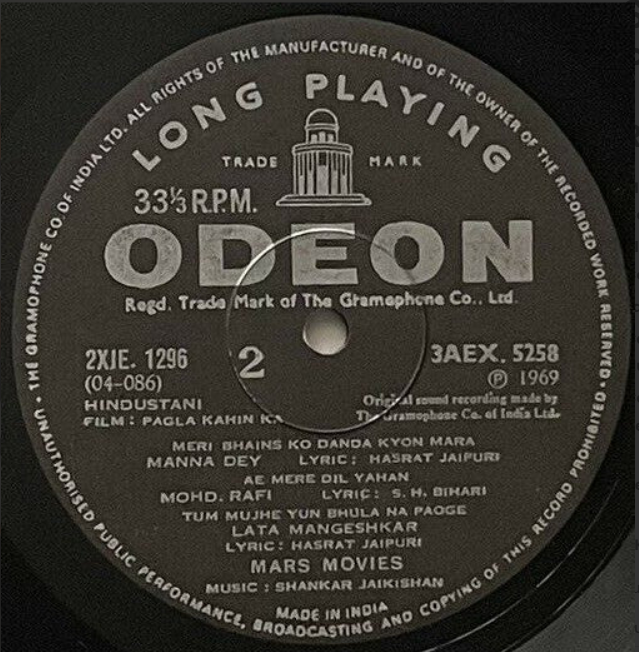 THE GRAMOPHONE CO. OF INDIA LTD. ALL RIGHTS OF THE MANUFACTURER AND OF THE OWNER OF THE RECORDED WORK RESERVED · UNAUTHORISED PUBLIC PERFORMANCE, BROADCASTING AND COPYING OF THIS RECORD PROHIBITED ·
LONG PLAYING
TRADE MARK
33⅓ R.P.M.
ODEON
Regd. Trade Mark of The Gramophone Co., Ltd.
2XJE. 1296 2 3AEX. 5258
(04-086) ℗ 1969
HINDUSTANI Original sound recording made by
FILM : PAGLA KAHIN KA The Gramophone Co. of India Ltd.
MERI BHAINS KO DANDA KYON MARA
MANNA DEY LYRIC: HASRAT JAIPURI
AE MERE DIL YAHAN
MOHD. RAFI LYRIC: S. H. BIHARI
TUM MUJHE YUN BHULA NA PAOGE
LATA MANGESHKAR
LYRIC: HASRAT JAIPURI
MARS MOVIES
MUSIC : SHANKAR JAIKISHAN
MADE IN INDIA